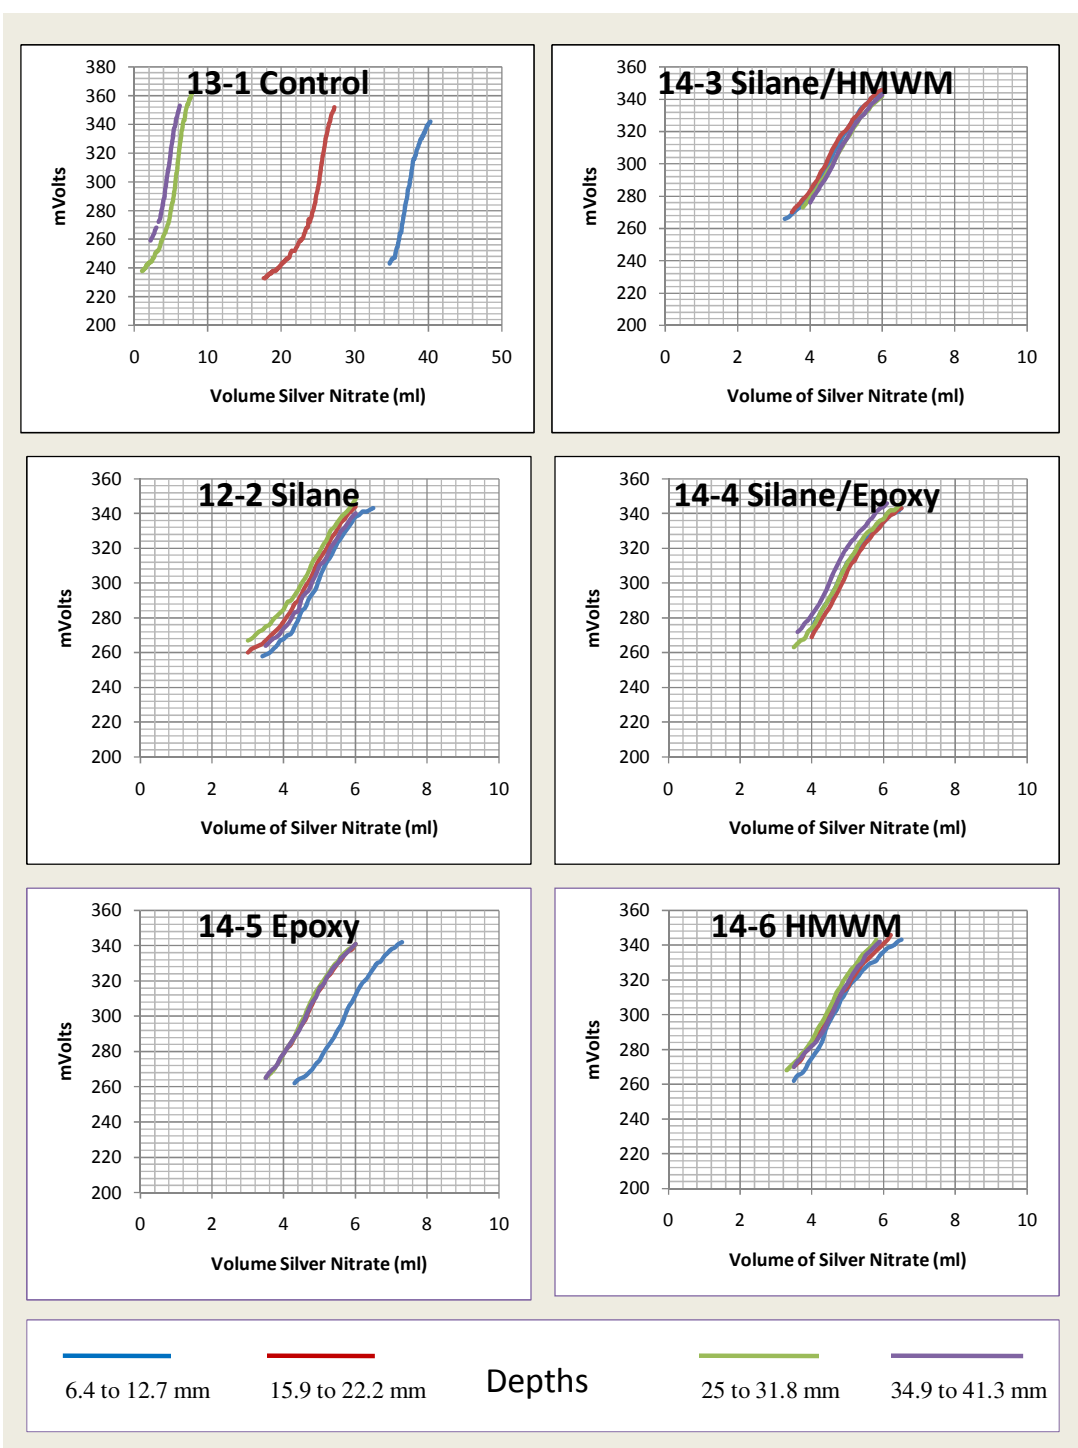 13-1 Control
380
360
340
320
300
280
260
240
220
200
mVolts
0 10 20 30 40 50
Volume Silver Nitrate (ml)
14-3 Silane/HMWM
360
340
320
300
280
260
240
220
200
mVolts
0 2 4 6 8 10
Volume of Silver Nitrate (ml)
12-2 Silane
360
340
320
300
280
260
240
220
200
mVolts
0 2 4 6 8 10
Volume of Silver Nitrate (ml)
14-4 Silane/Epoxy
360
340
320
300
280
260
240
220
200
mVolts
0 2 4 6 8 10
Volume of Silver Nitrate (ml)
14-5 Epoxy
360
340
320
300
280
260
240
220
200
mVolts
0 2 4 6 8 10
Volume Silver Nitrate (ml)
14-6 HMWM
360
340
320
300
280
260
240
220
200
mVolts
0 2 4 6 8 10
Volume of Silver Nitrate (ml)
6.4 to 12.7 mm
15.9 to 22.2 mm
Depths
25 to 31.8 mm
34.9 to 41.3 mm